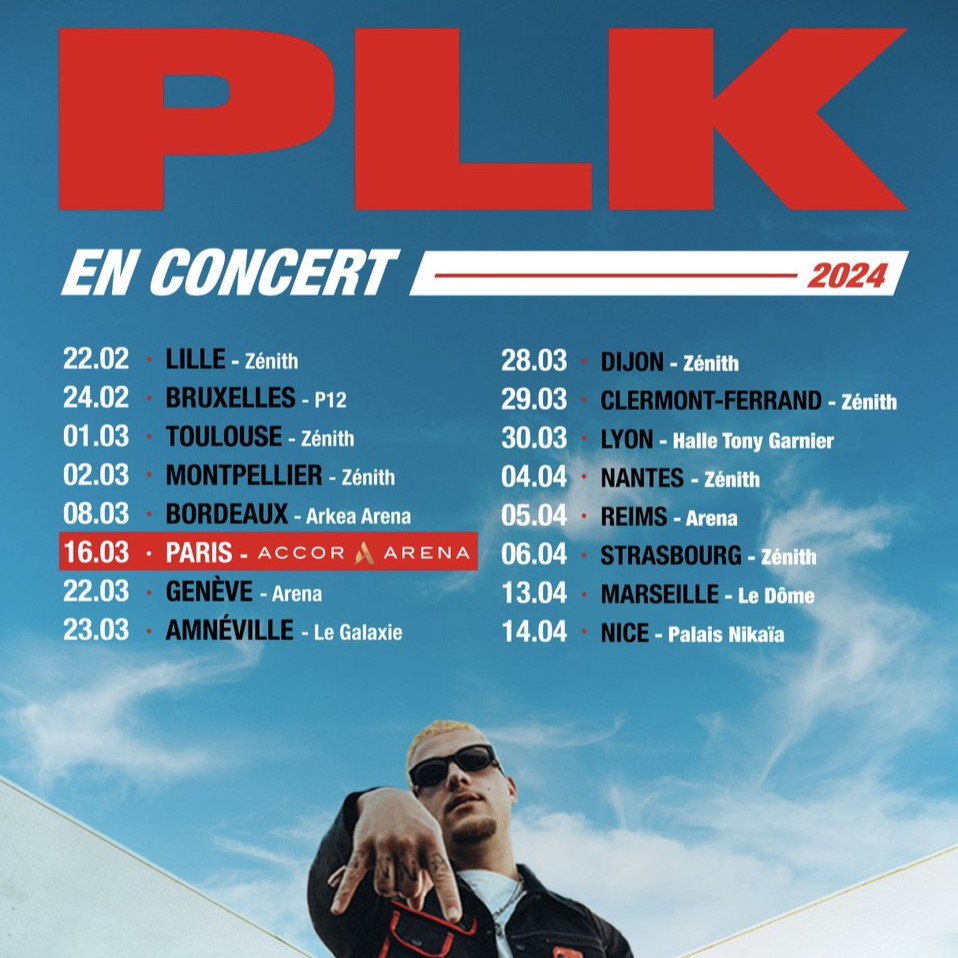 PLK
EN CONCERT 2024
22.02 · LILLE - Zénith
24.02 · BRUXELLES - P12
01.03 · TOULOUSE - Zénith
02.03 · MONTPELLIER - Zénith
08.03 · BORDEAUX - Arkea Arena
16.03 · PARIS - ACCOR ARENA
22.03 · GENÈVE - Arena
23.03 · AMNÉVILLE - Le Galaxie
28.03 · DIJON - Zénith
29.03 · CLERMONT-FERRAND - Zénith
30.03 · LYON - Halle Tony Garnier
04.04 · NANTES - Zénith
05.04 · REIMS - Arena
06.04 · STRASBOURG - Zénith
13.04 · MARSEILLE - Le Dôme
14.04 · NICE - Palais Nikaïa